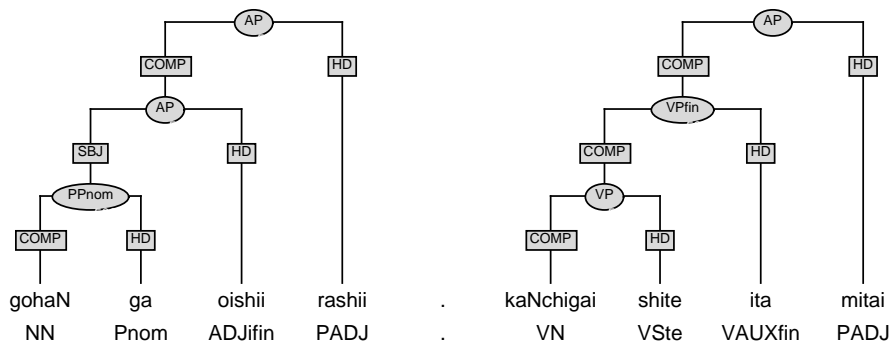 AP AP
COMP HD COMP HD
AP VPfin
SBJ HD COMP HD
PPnom VP
COMP HD COMP HD
gohaN ga oishii rashii . kaNchigai shite ita mitai
NN Pnom ADJifin PADJ . VN VSte VAUXfin PADJ